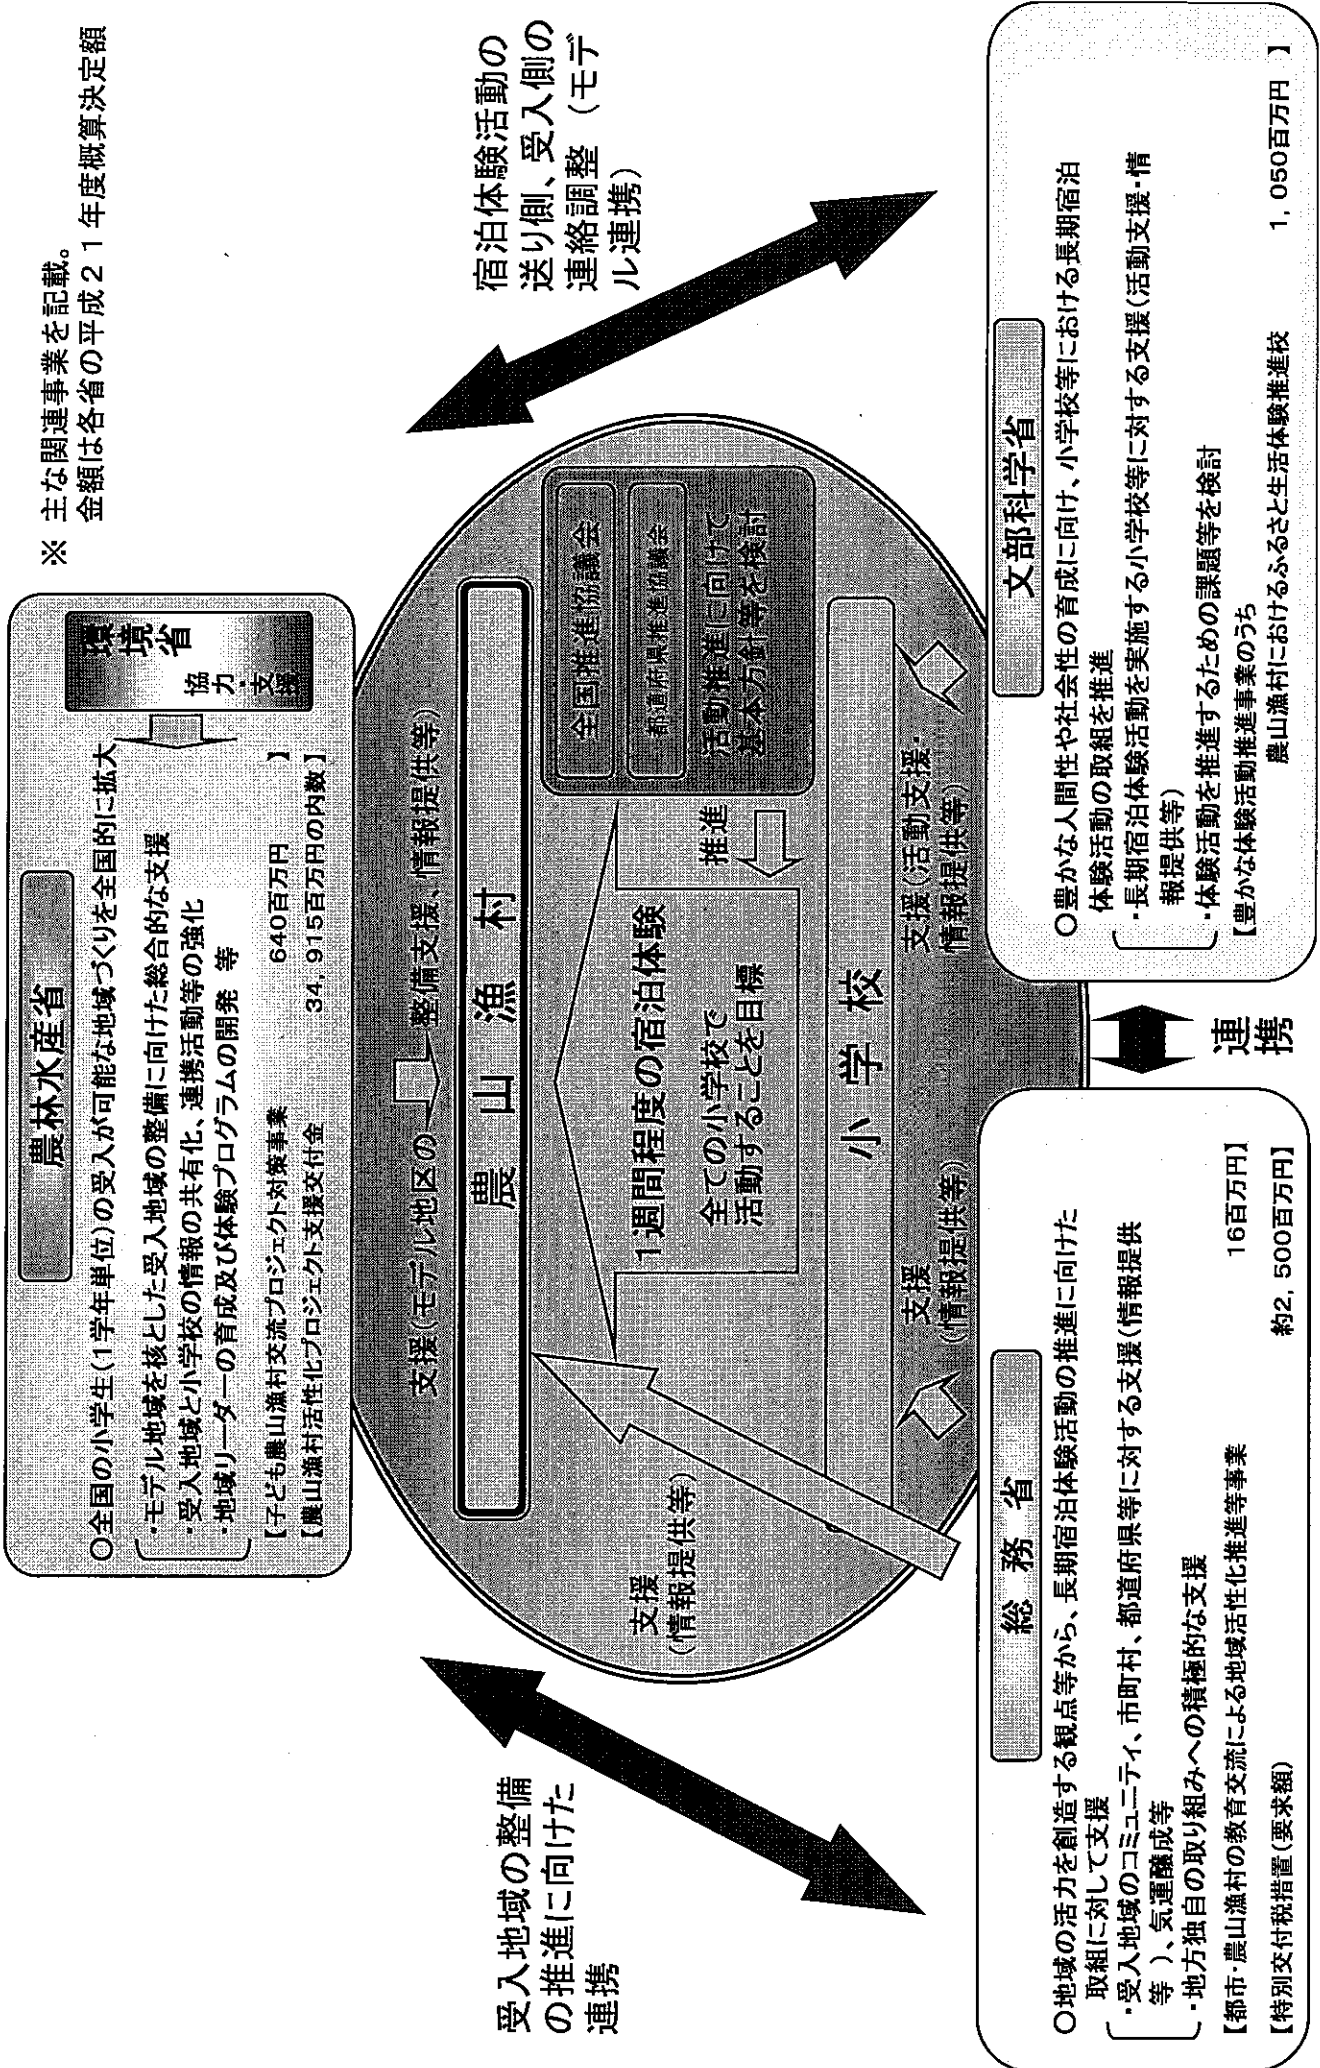 ※ 主な関連事業を記載。
金額は各省の平成21年度概算決定額
農林水産省
○全国の小学生(1学年単位)の受入が可能な地域づくりを全国的に拡大
・モデル地域を核とした受入地域の整備に向けた総合的な支援
・受入地域と小学校の情報の共有化、連携活動等の強化
・地域リーダーの育成及び体験プログラムの開発 等
【子ども農山漁村交流プロジェクト対策事業 640百万円 】
【農山漁村活性化プロジェクト支援交付金 34,915百万円の内数】
環境省
協力・支援
受入地域の整備
の推進に向けた
連携
宿泊体験活動の
送り側、受入側の
連絡調整(モデ
ル連携)
支援(モデル地区の整備支援、情報提供等)
農山漁村
全国推進協議会
都道府県推進協議会
活動推進に向けて
基本方針等を検討
推進
1週間程度の宿泊体験
全ての小学校で
活動することを目標
支援
(情報提供等)
小学校
支援
(情報提供等)
支援(活動支援・
情報提供等)
総務省
○地域の活力を創造する観点等から、長期宿泊体験活動の推進に向けた
取組に対して支援
・受入地域のコミュニティ、市町村、都道府県等に対する支援(情報提供
等 )、気運醸成等
・地方独自の取り組みへの積極的な支援
【都市・農山漁村の教育交流による地域活性化推進等事業 16百万円】
【特別交付税措置(要求額) 約2,500百万円】
連携
文部科学省
○豊かな人間性や社会性の育成に向け、小学校等における長期宿泊
体験活動の取組を推進
・長期宿泊体験活動を実施する小学校等に対する支援(活動支援・情
報提供等)
・体験活動を推進するための課題等を検討
【豊かな体験活動推進事業のうち
農山漁村におけるふるさと生活体験推進校 1,050百万円 】